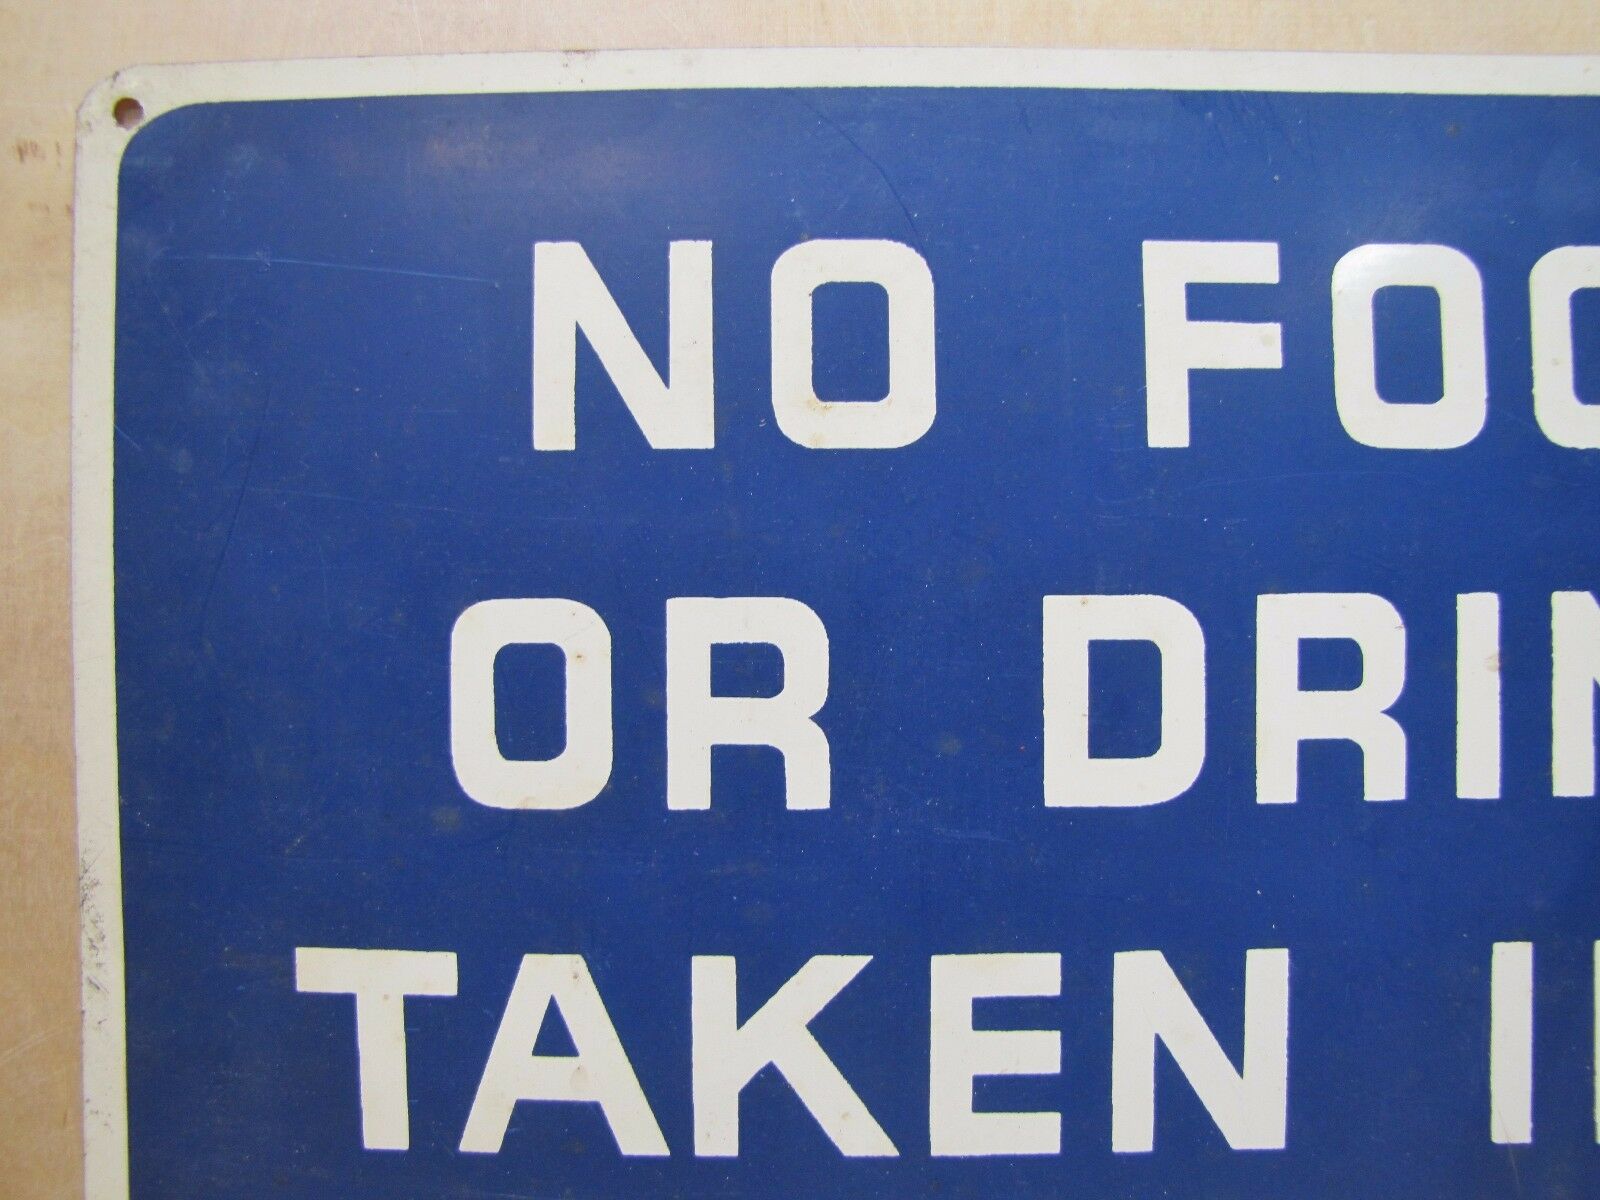 NO FOO
OR DRIN
TAKEN I